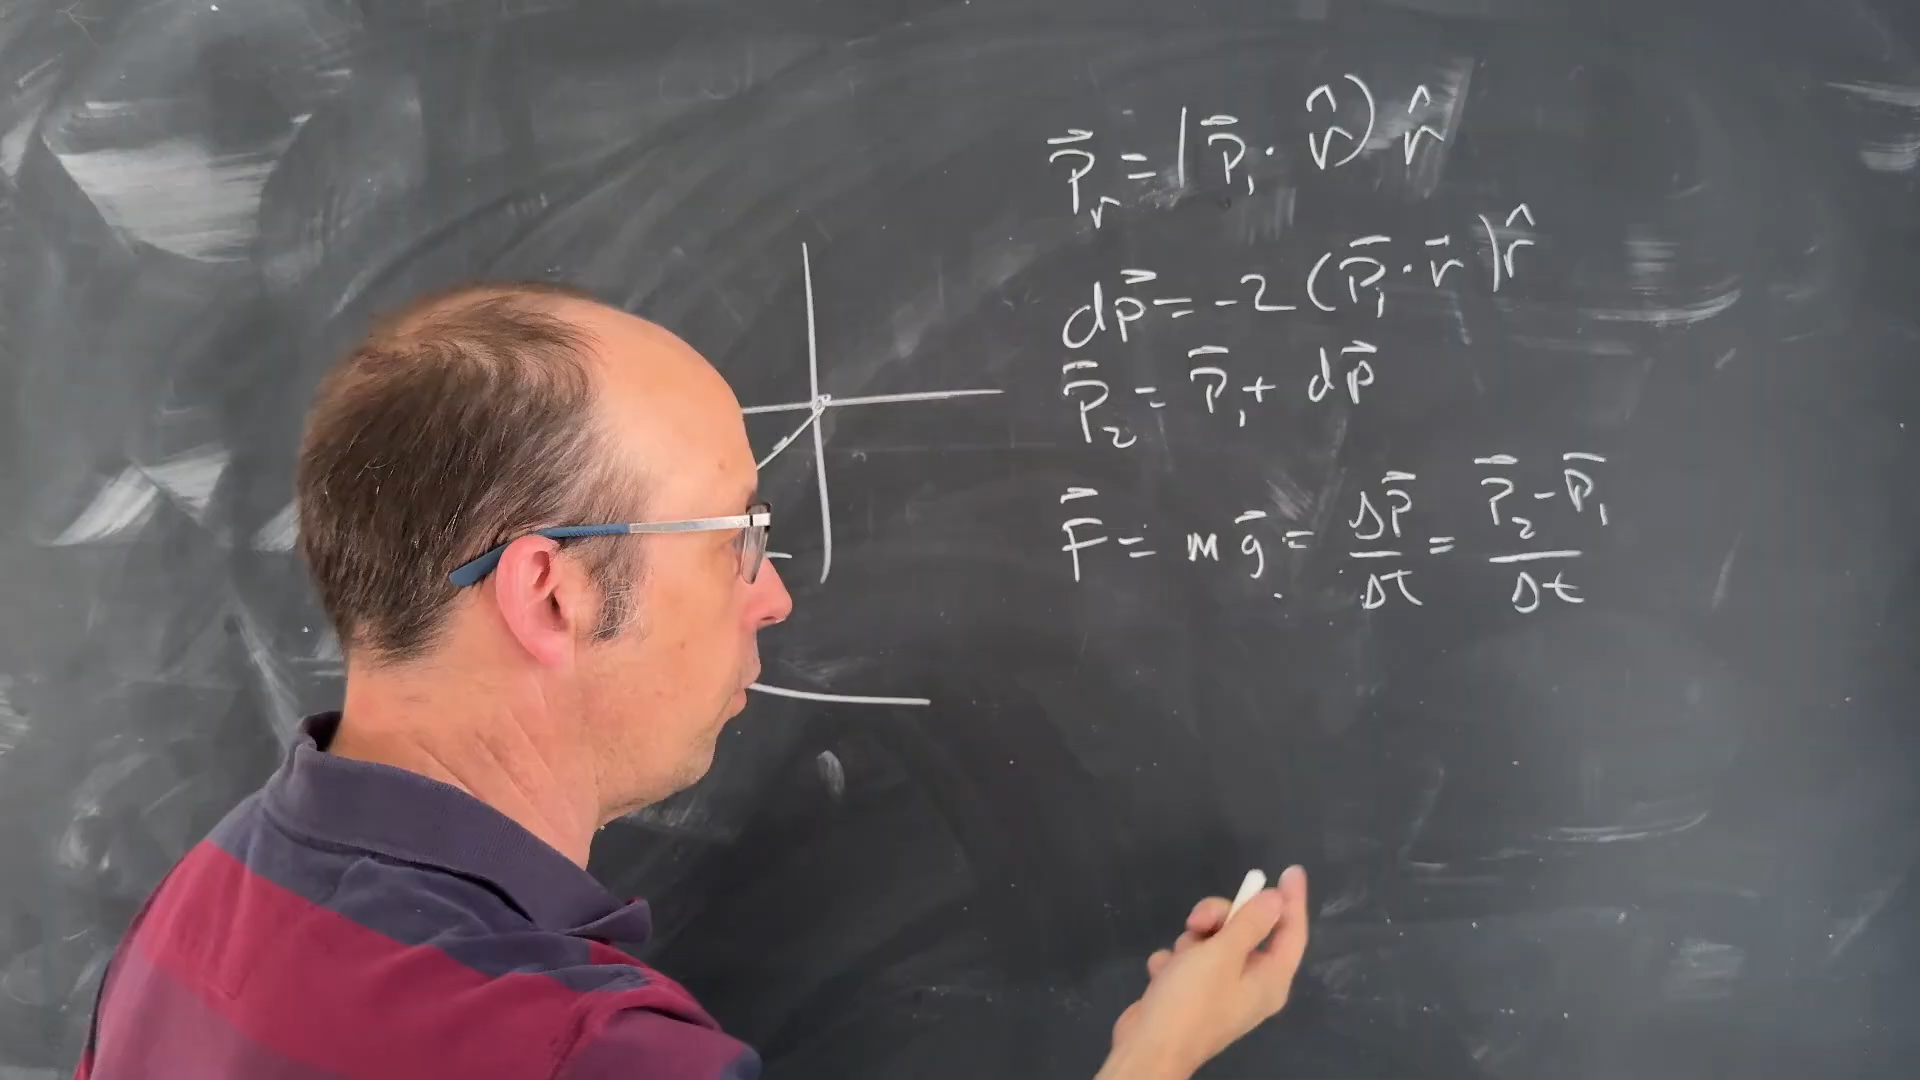 p⃗ᵣ = (p⃗₁ · r̂) r̂
dp⃗ = -2 (p⃗₁ · r⃗) r̂
p⃗₂ = p⃗₁ + dp⃗
F⃗ = m g⃗ = Δp⃗/Δt = (p⃗₂ - p⃗₁)/Δt